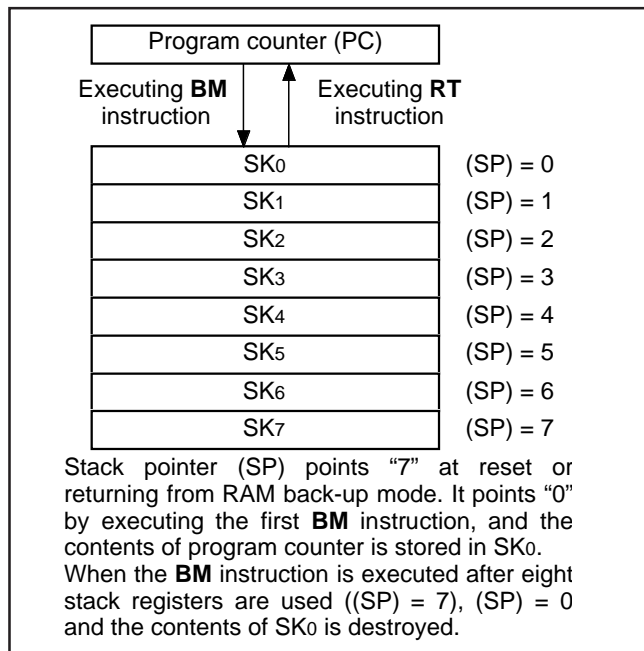 Program counter (PC)
Executing BM Executing RT
instruction instruction
SK0 (SP) = 0
SK1 (SP) = 1
SK2 (SP) = 2
SK3 (SP) = 3
SK4 (SP) = 4
SK5 (SP) = 5
SK6 (SP) = 6
SK7 (SP) = 7
Stack pointer (SP) points “7” at reset or
returning from RAM back-up mode. It points “0”
by executing the first BM instruction, and the
contents of program counter is stored in SK0.
When the BM instruction is executed after eight
stack registers are used ((SP) = 7), (SP) = 0
and the contents of SK0 is destroyed.